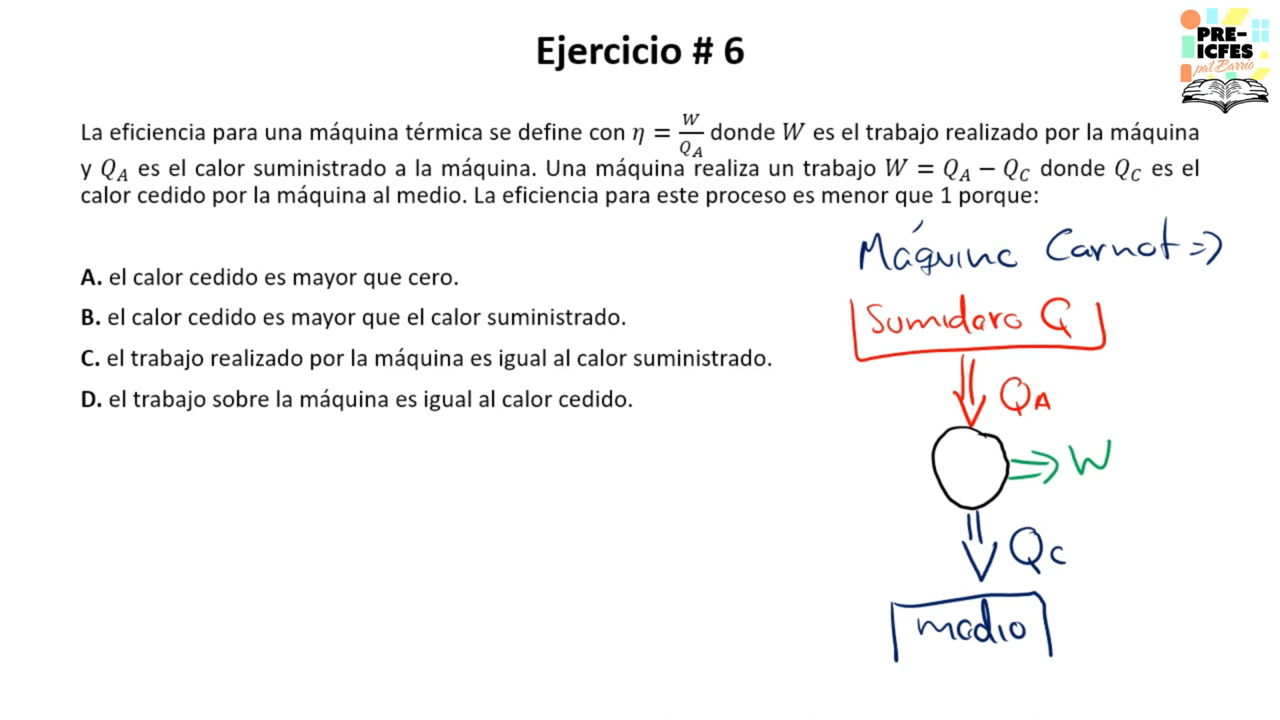 PRE-
ICFES
pal Barrio
Ejercicio # 6
La eficiencia para una máquina térmica se define con η = W/Q_A donde W es el trabajo realizado por la máquina
y Q_A es el calor suministrado a la máquina. Una máquina realiza un trabajo W = Q_A − Q_C donde Q_C es el
calor cedido por la máquina al medio. La eficiencia para este proceso es menor que 1 porque:
A. el calor cedido es mayor que cero.
B. el calor cedido es mayor que el calor suministrado.
C. el trabajo realizado por la máquina es igual al calor suministrado.
D. el trabajo sobre la máquina es igual al calor cedido.
Máquina Carnot =>
Sumidero Q
QA
W
Qc
medio